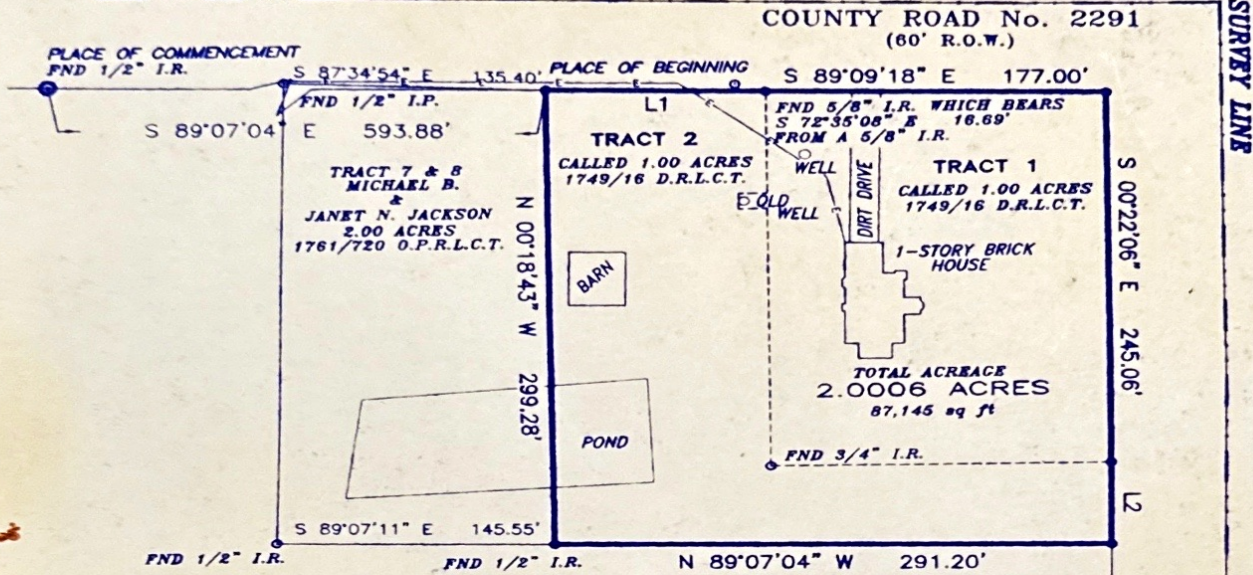 COUNTY ROAD No. 2291
(60' R.O.W.)
SURVEY LINE
PLACE OF COMMENCEMENT
FND 1/2" I.R.
S 87°34'54" E 135.40'
PLACE OF BEGINNING
S 89°09'18" E 177.00'
FND 1/2" I.P.
L1
FND 5/8" I.R. WHICH BEARS
S 72°35'08" E 16.69'
FROM A 5/8" I.R.
S 89°07'04" E 593.88'
TRACT 2
CALLED 1.00 ACRES
1749/16 D.R.L.C.T.
WELL
OLD
WELL
DIRT DRIVE
TRACT 1
CALLED 1.00 ACRES
1749/16 D.R.L.C.T.
TRACT 7 & 8
MICHAEL B.
&
JANET N. JACKSON
2.00 ACRES
1761/720 O.P.R.L.C.T.
N 00°18'43" W 299.28'
BARN
1-STORY BRICK
HOUSE
S 00°22'06" E 245.06'
TOTAL ACREAGE
2.0006 ACRES
87,145 sq ft
POND
FND 3/4" I.R.
L2
S 89°07'11" E 145.55'
FND 1/2" I.R.
FND 1/2" I.R.
N 89°07'04" W 291.20'